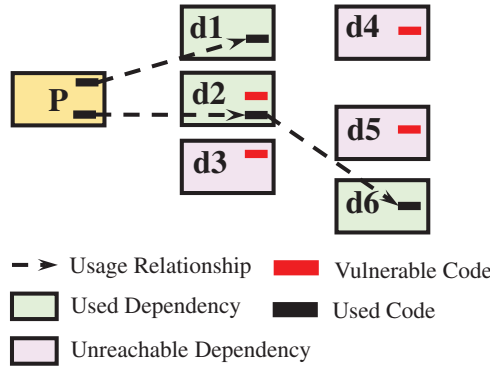 d1
d4
P
d2
d5
d3
d6
Usage Relationship
Vulnerable Code
Used Dependency
Used Code
Unreachable Dependency